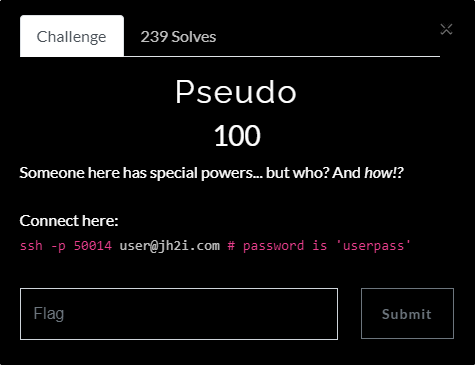 Challenge
239 Solves
Pseudo
100
Someone here has special powers... but who? And how!?
Connect here:
ssh -p 50014 user@jh2i.com # password is 'userpass'
Flag
Submit